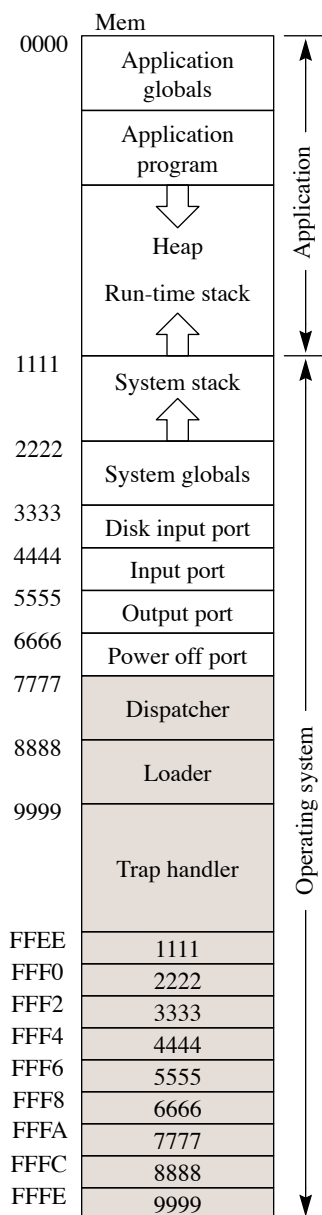 Mem
0000
Application
globals
Application
program
Heap
Run-time stack
Application
1111
System stack
2222
System globals
3333
Disk input port
4444
Input port
5555
Output port
6666
Power off port
7777
Dispatcher
8888
Loader
9999
Trap handler
Operating system
FFEE
1111
FFF0
2222
FFF2
3333
FFF4
4444
FFF6
5555
FFF8
6666
FFFA
7777
FFFC
8888
FFFE
9999